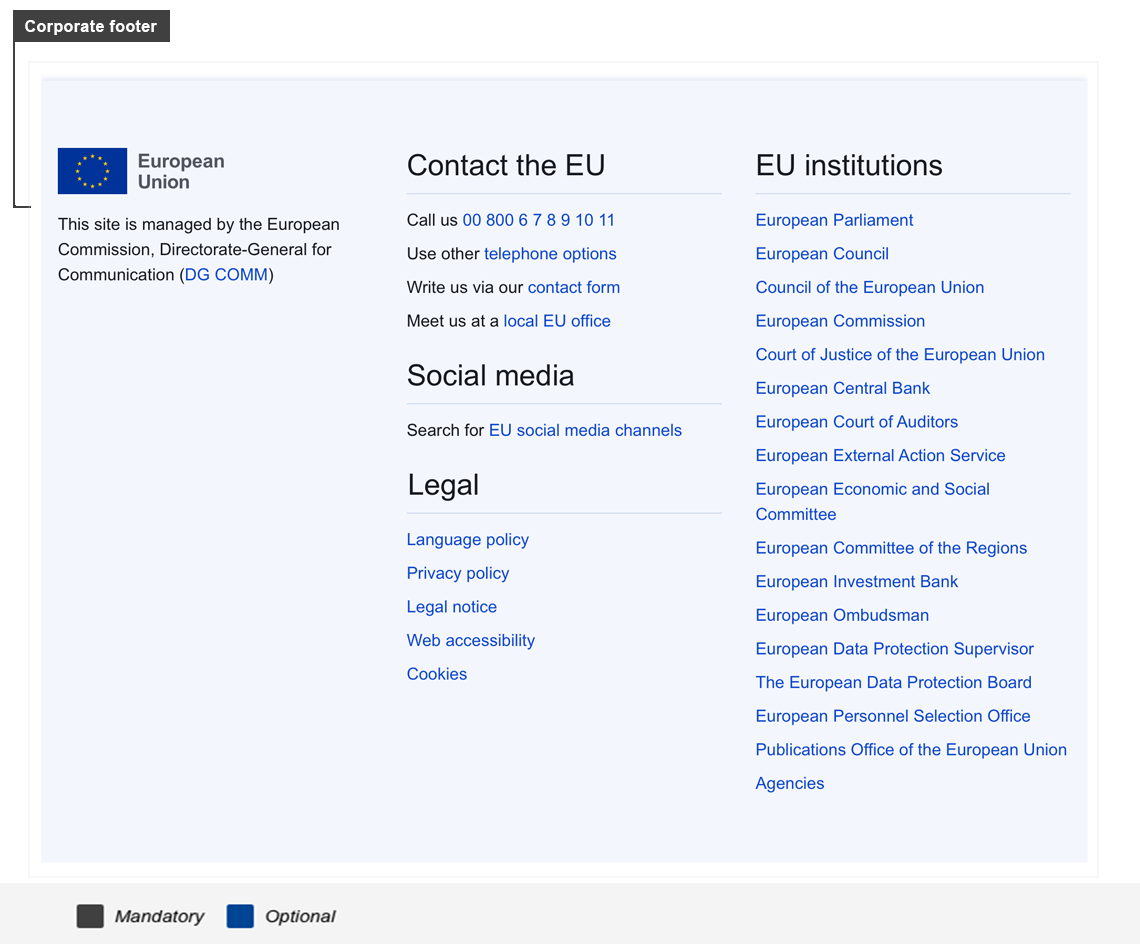 Corporate footer
European
Union
This site is managed by the European
Commission, Directorate-General for
Communication (DG COMM)
Contact the EU
Call us 00 800 6 7 8 9 10 11
Use other telephone options
Write us via our contact form
Meet us at a local EU office
Social media
Search for EU social media channels
Legal
Language policy
Privacy policy
Legal notice
Web accessibility
Cookies
EU institutions
European Parliament
European Council
Council of the European Union
European Commission
Court of Justice of the European Union
European Central Bank
European Court of Auditors
European External Action Service
European Economic and Social
Committee
European Committee of the Regions
European Investment Bank
European Ombudsman
European Data Protection Supervisor
The European Data Protection Board
European Personnel Selection Office
Publications Office of the European Union
Agencies
Mandatory
Optional